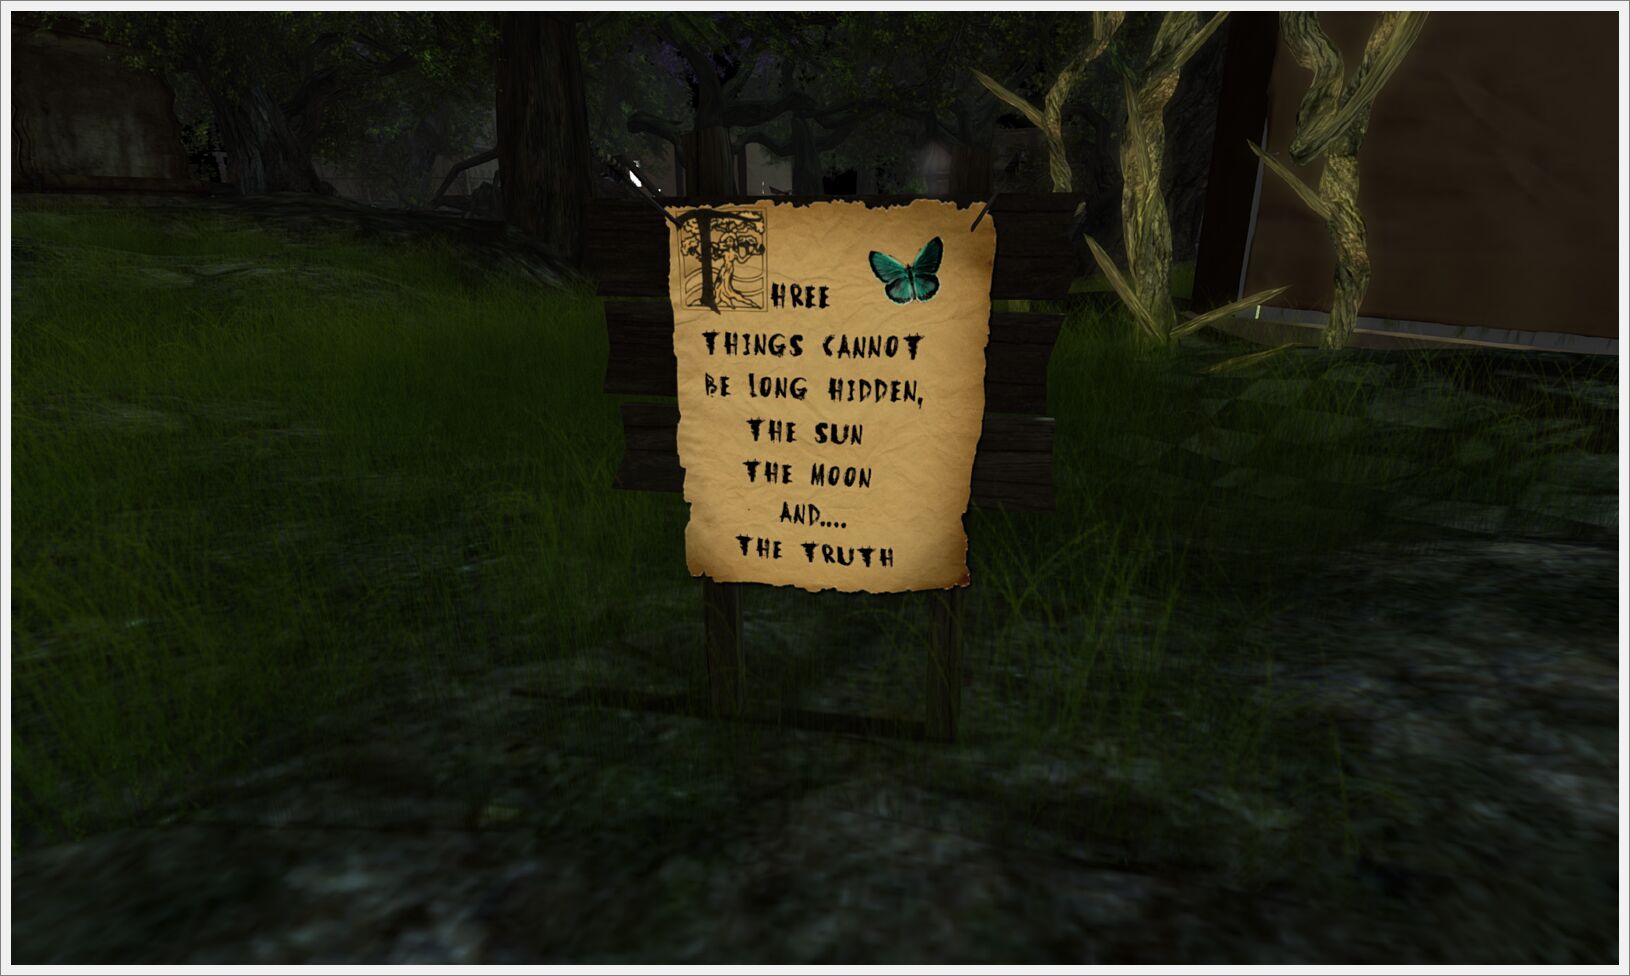 THREE
THINGS CANNOT
BE LONG HIDDEN,
THE SUN
THE MOON
AND....
THE TRUTH